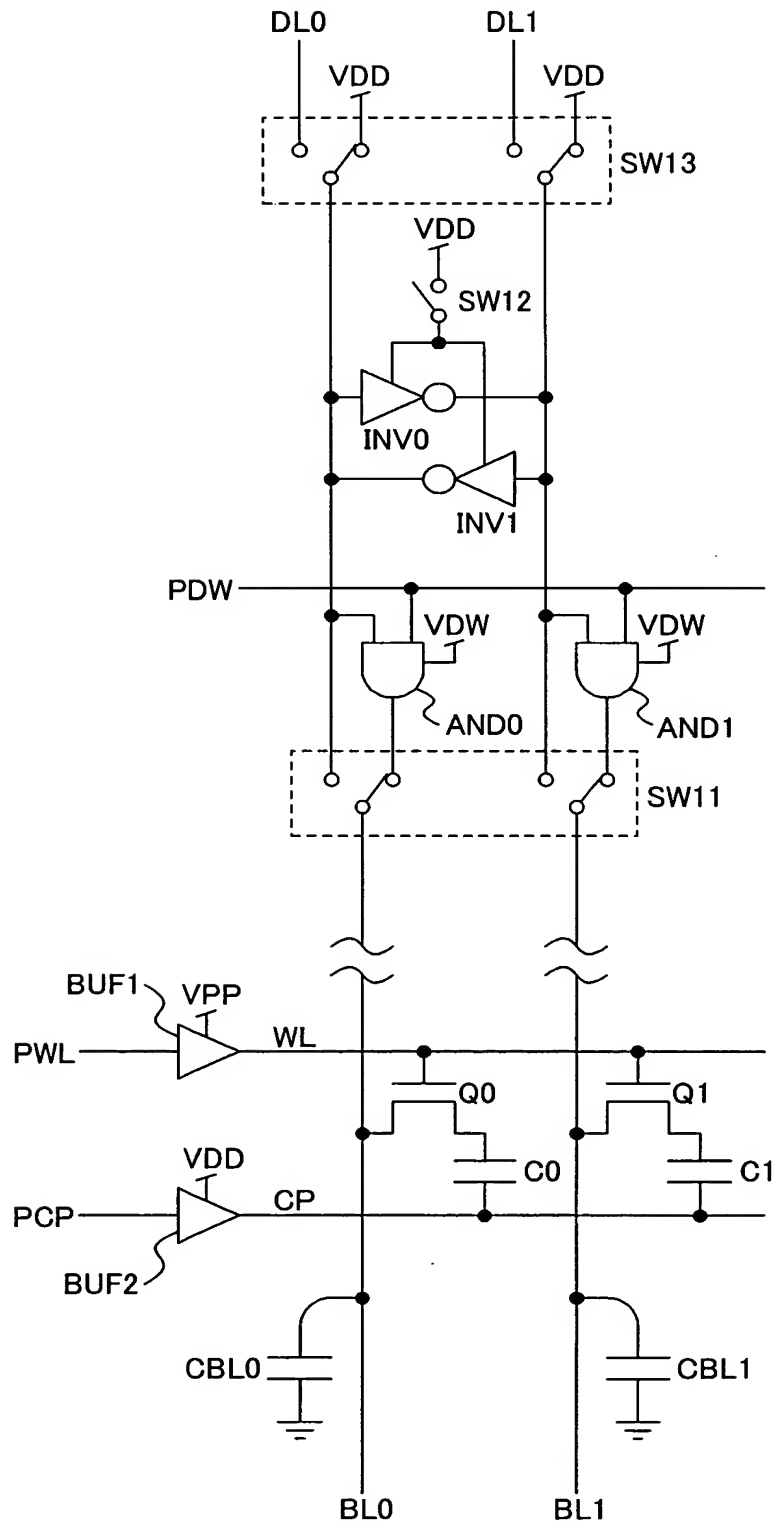 DL0 DL1
VDD VDD
SW13
VDD
SW12
INV0
INV1
PDW
VDW VDW
AND0 AND1
SW11
BUF1
VPP
PWL WL
Q0 Q1
VDD
C0 C1
PCP CP
BUF2
CBL0 CBL1
BL0 BL1